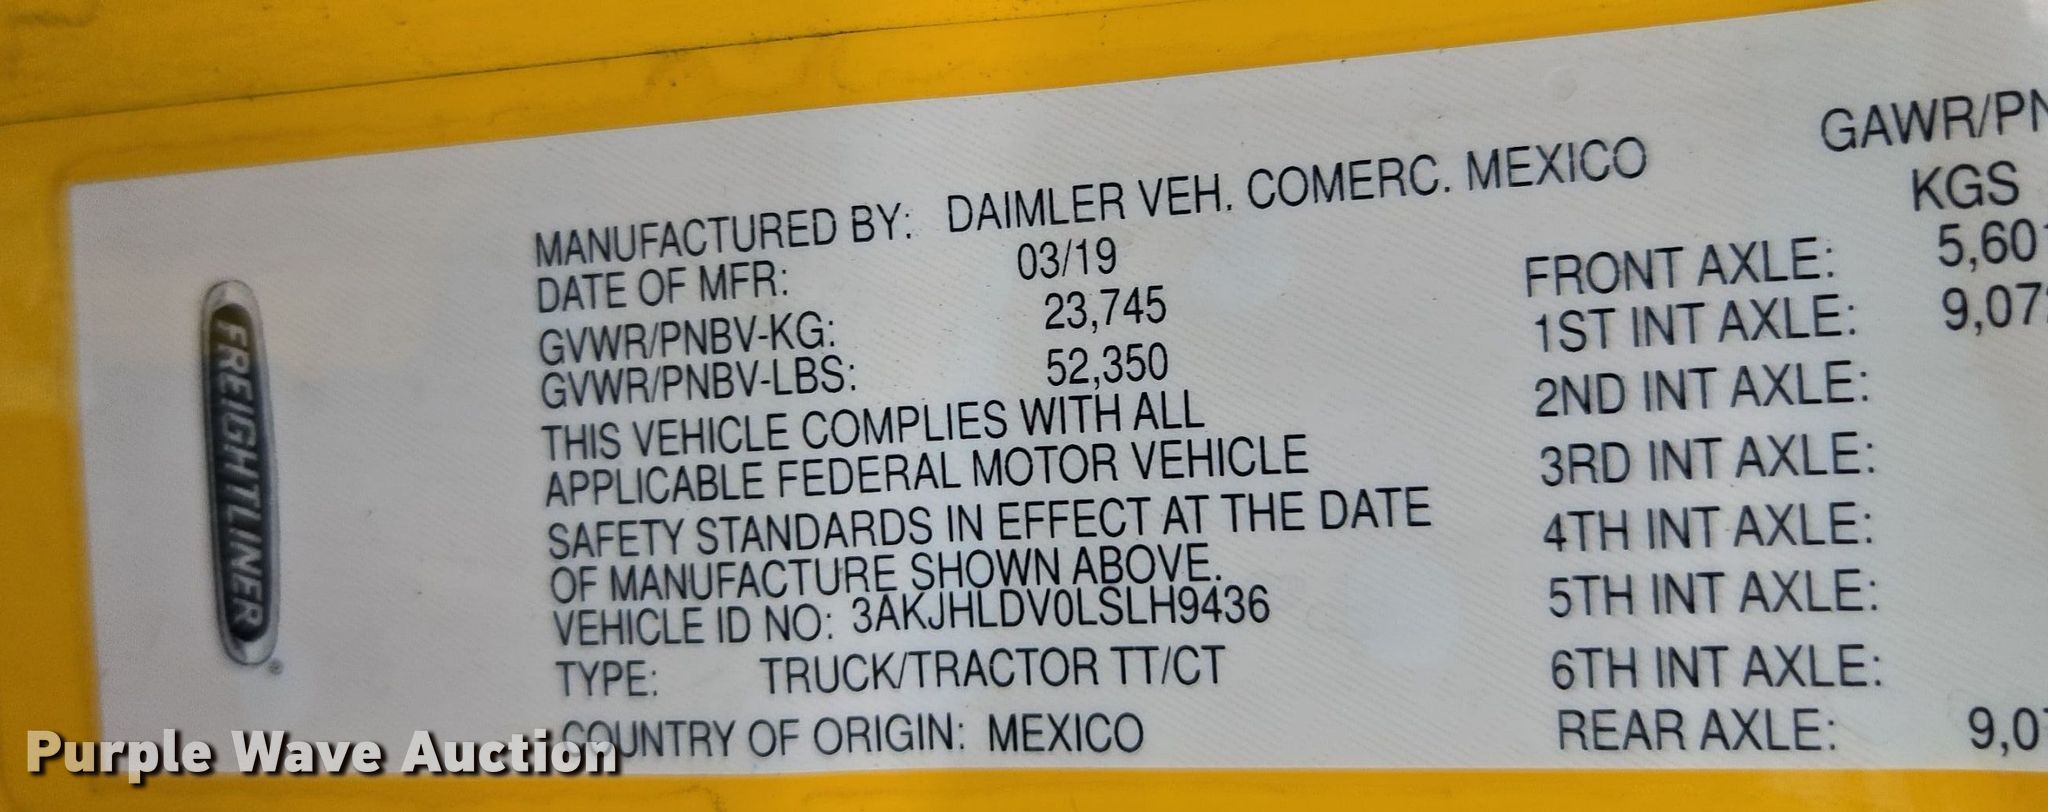 FREIGHTLINER
MANUFACTURED BY: DAIMLER VEH. COMERC. MEXICO
DATE OF MFR: 03/19
GVWR/PNBV-KG: 23,745
GVWR/PNBV-LBS: 52,350
THIS VEHICLE COMPLIES WITH ALL
APPLICABLE FEDERAL MOTOR VEHICLE
SAFETY STANDARDS IN EFFECT AT THE DATE
OF MANUFACTURE SHOWN ABOVE.
VEHICLE ID NO: 3AKJHLDV0LSLH9436
TYPE: TRUCK/TRACTOR TT/CT
COUNTRY OF ORIGIN: MEXICO
GAWR/PN
KGS
FRONT AXLE: 5,60
1ST INT AXLE: 9,07
2ND INT AXLE:
3RD INT AXLE:
4TH INT AXLE:
5TH INT AXLE:
6TH INT AXLE:
REAR AXLE: 9,0
Purple Wave Auction